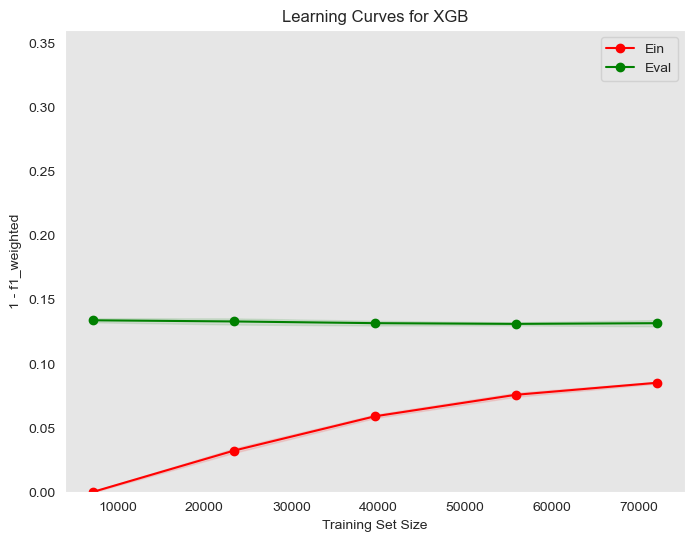 Learning Curves for XGB
Ein
Eval
1 - f1_weighted
0.35
0.30
0.25
0.20
0.15
0.10
0.05
0.00
10000 20000 30000 40000 50000 60000 70000
Training Set Size